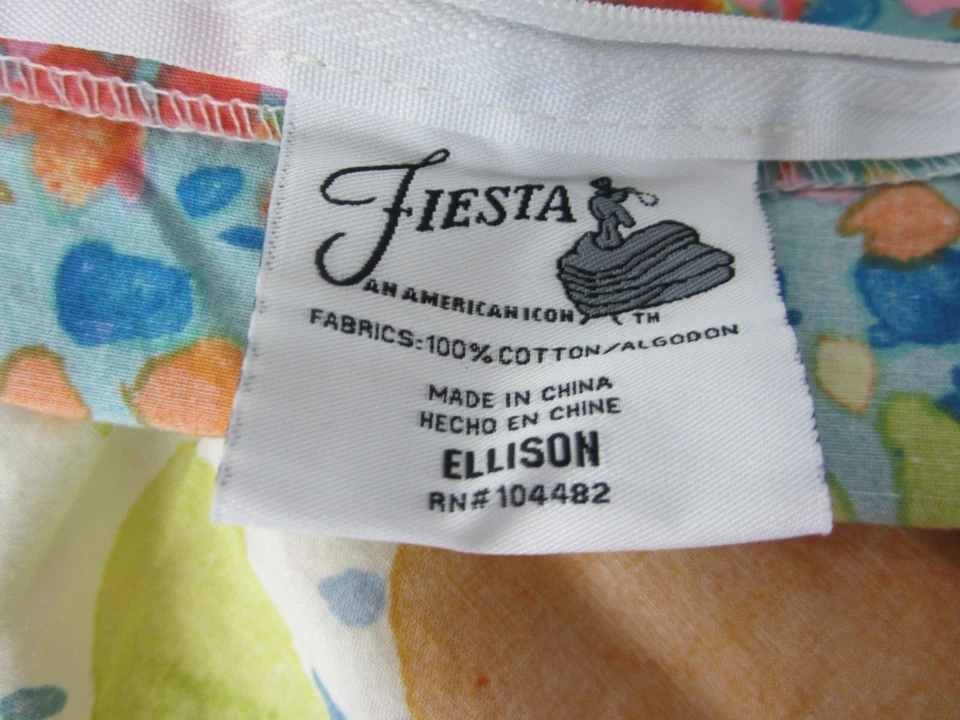 FIESTA
AN AMERICAN ICON TM
FABRICS:100% COTTON/ALGODON
MADE IN CHINA
HECHO EN CHINE
ELLISON
RN#104482